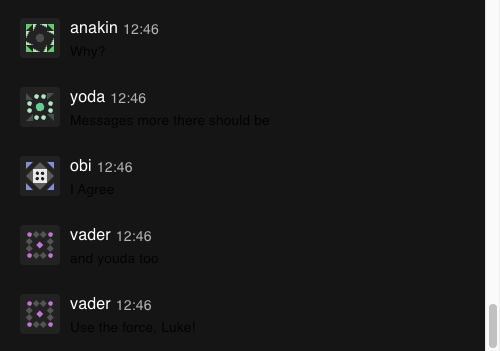 anakin 12:46
Why?
yoda 12:46
Messages more there should be
obi 12:46
I Agree
vader 12:46
and youda too
vader 12:46
Use the force, Luke!